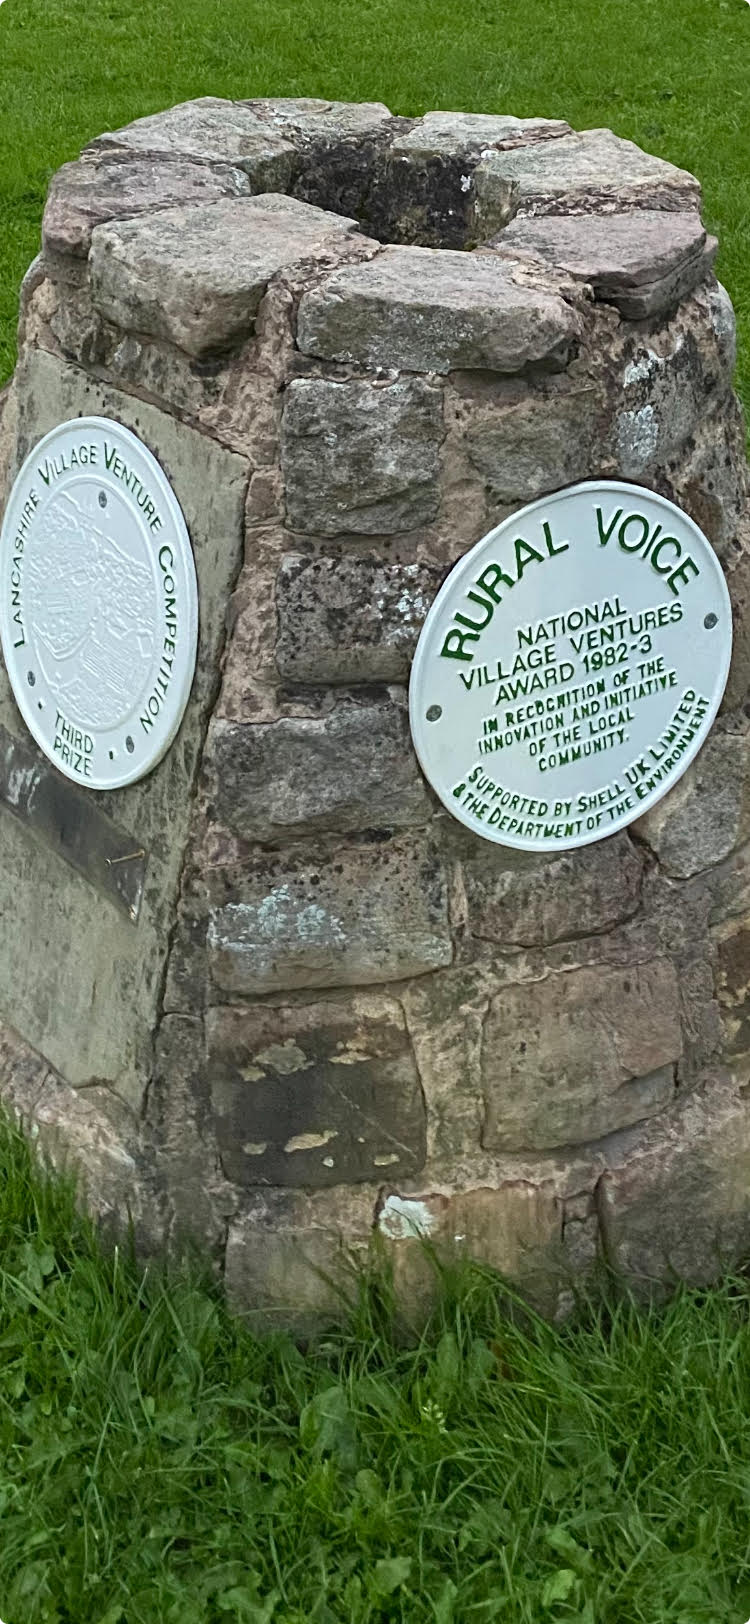 LANCASHIRE VILLAGE VENTURE COMPETITION
THIRD
PRIZE
RURAL VOICE
NATIONAL
VILLAGE VENTURES
AWARD 1982-3
IN RECOGNITION OF THE
INNOVATION AND INITIATIVE
OF THE LOCAL
COMMUNITY.
SUPPORTED BY SHELL UK LIMITED
& THE DEPARTMENT OF THE ENVIRONMENT